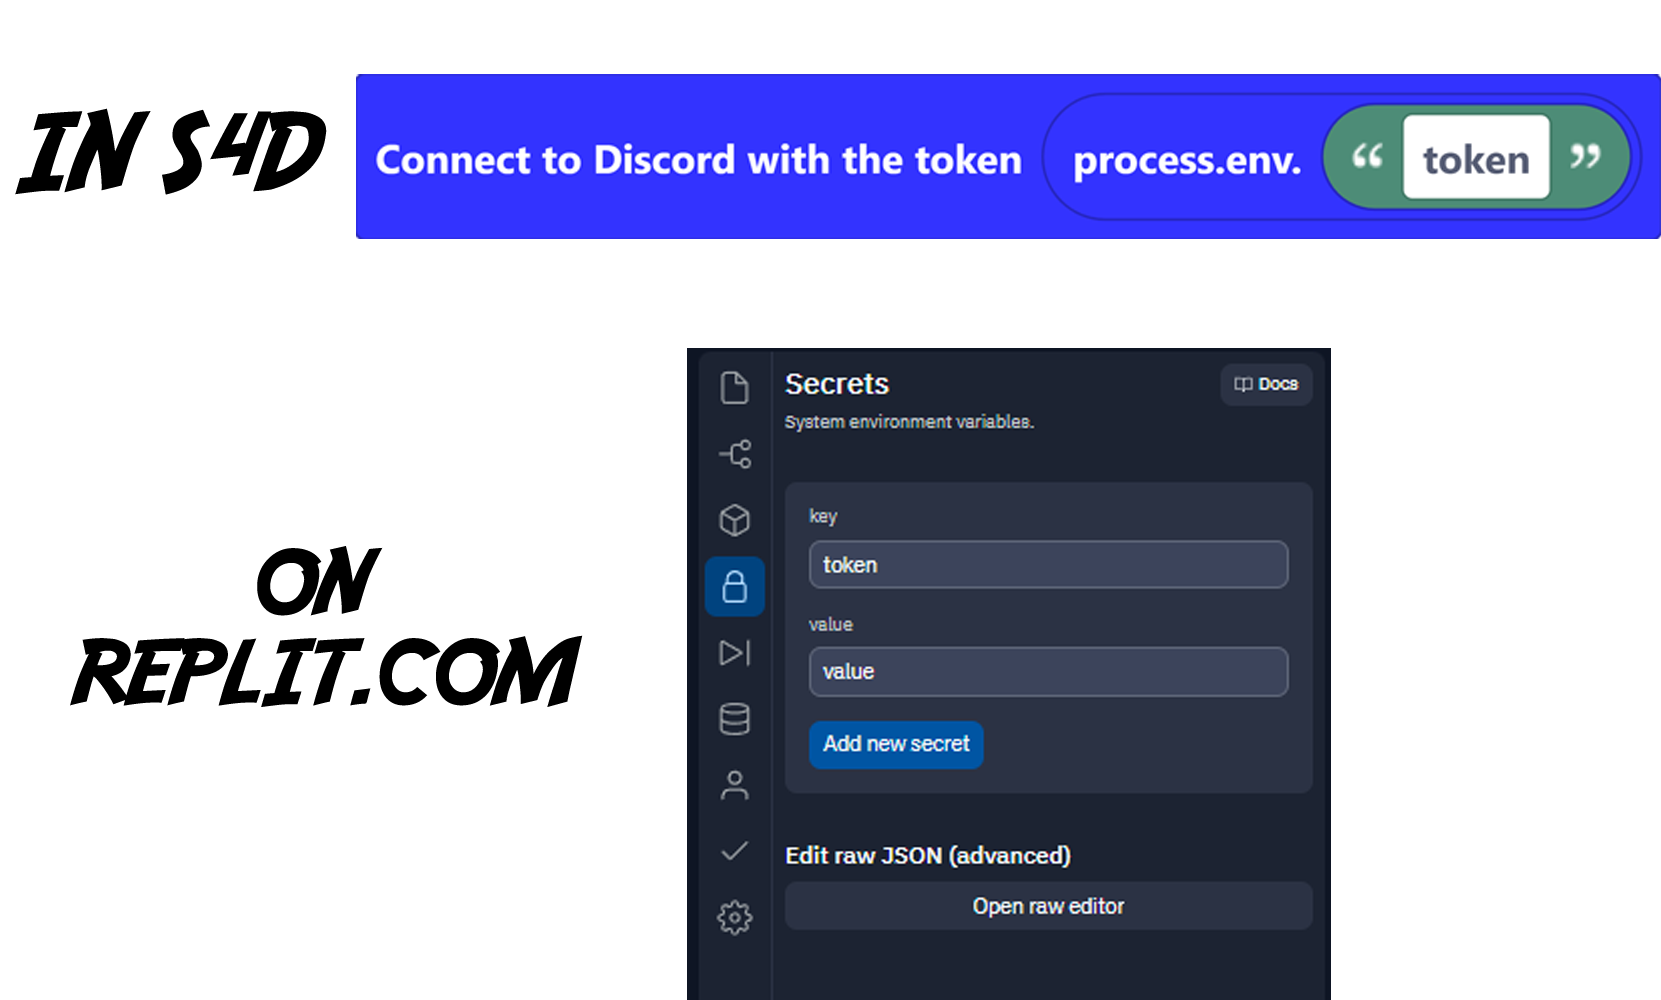 IN S4D
Connect to Discord with the token process.env. “ token ”
ON
REPLIT.COM
Secrets
Docs
System environment variables.
key
token
value
value
Add new secret
Edit raw JSON (advanced)
Open raw editor